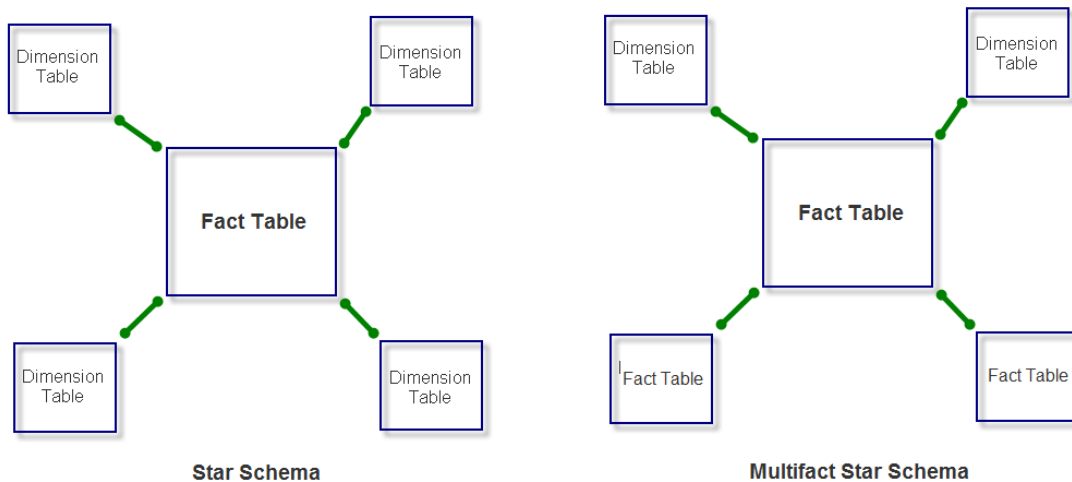 Dimension
Table
Dimension
Table
Fact Table
Dimension
Table
Dimension
Table
Star Schema
Dimension
Table
Dimension
Table
Fact Table
Fact Table
Fact Table
Multifact Star Schema